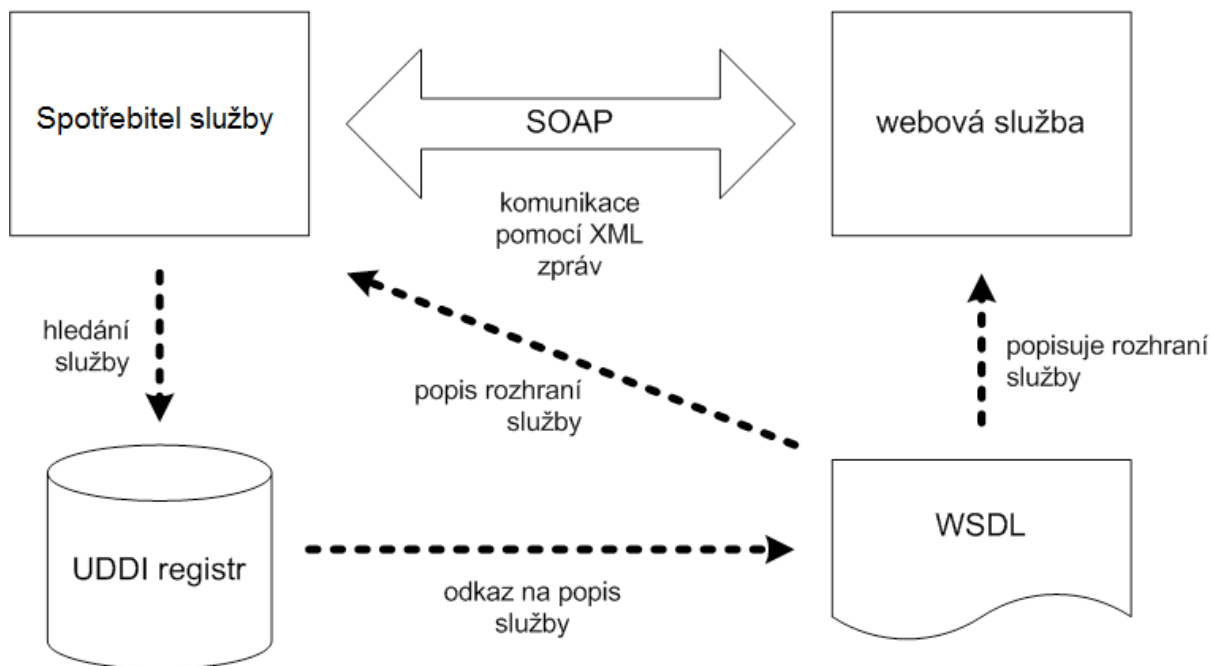 Spotřebitel služby
SOAP
webová služba
komunikace
pomocí XML
zpráv
hledání
služby
popis rozhraní
služby
popisuje rozhraní
služby
UDDI registr
WSDL
odkaz na popis
služby